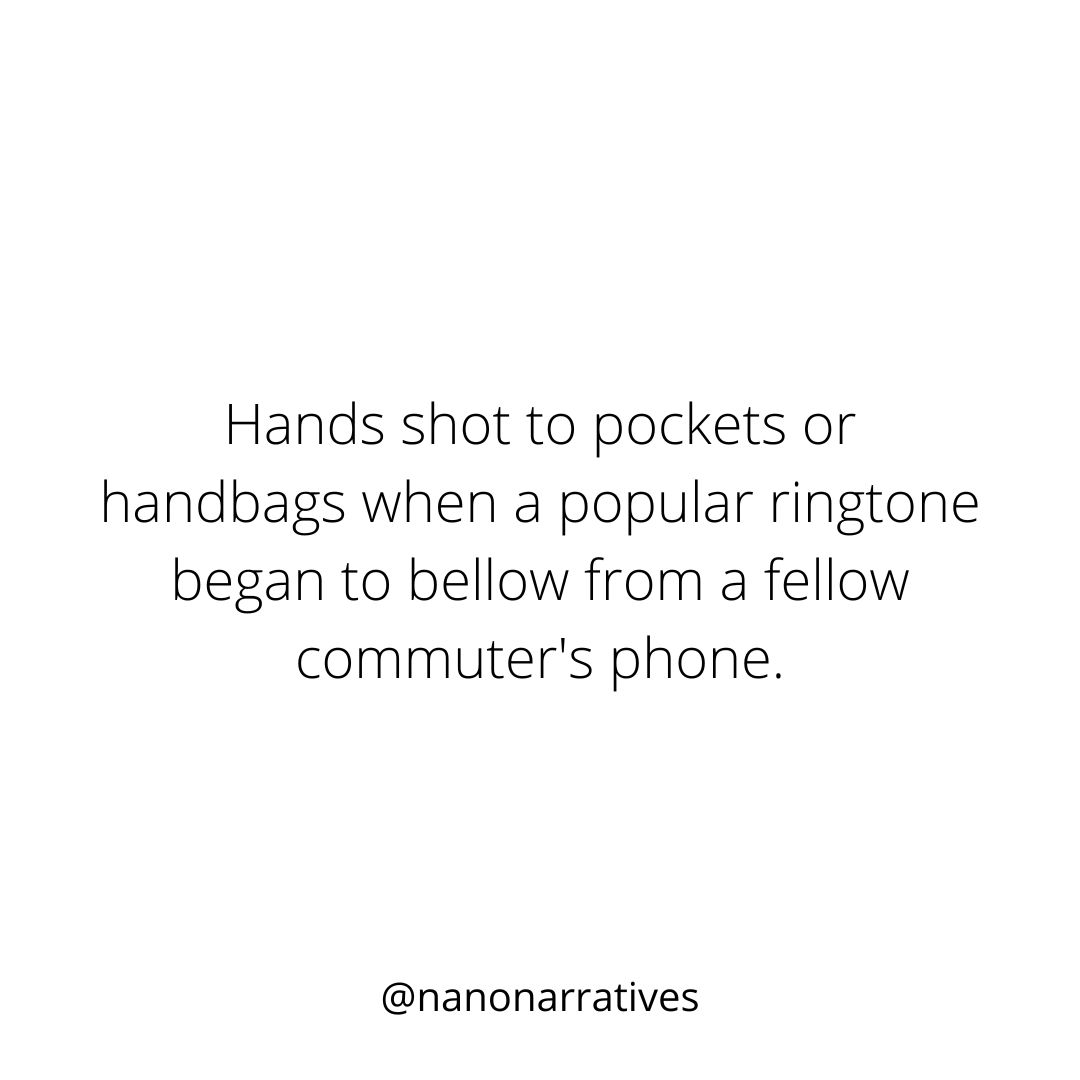 Hands shot to pockets or
handbags when a popular ringtone
began to bellow from a fellow
commuter's phone.
@nanonarratives